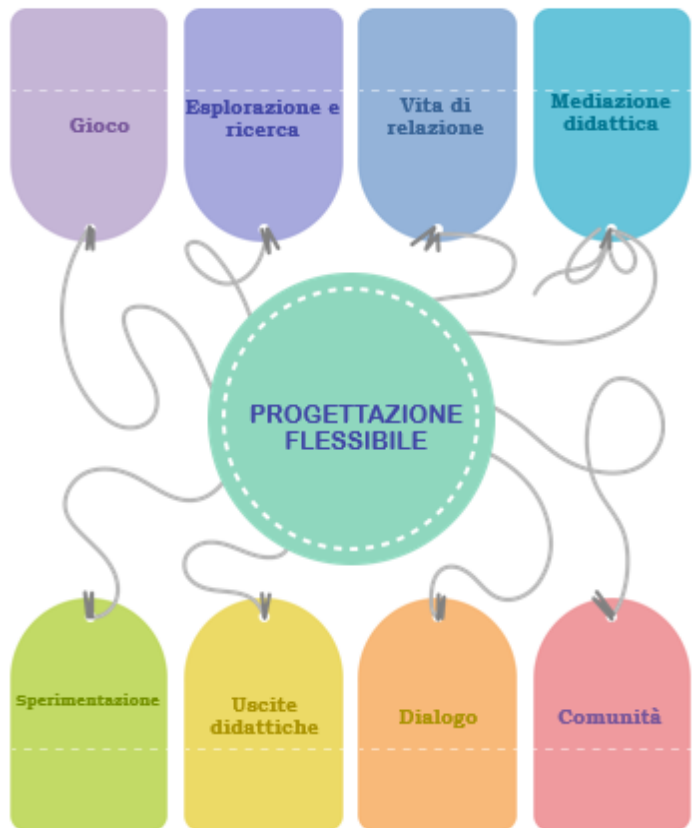 Gioco
Esplorazione e
ricerca
Vita di
relazione
Mediazione
didattica
PROGETTAZIONE
FLESSIBILE
Sperimentazione
Uscite
didattiche
Dialogo
Comunità